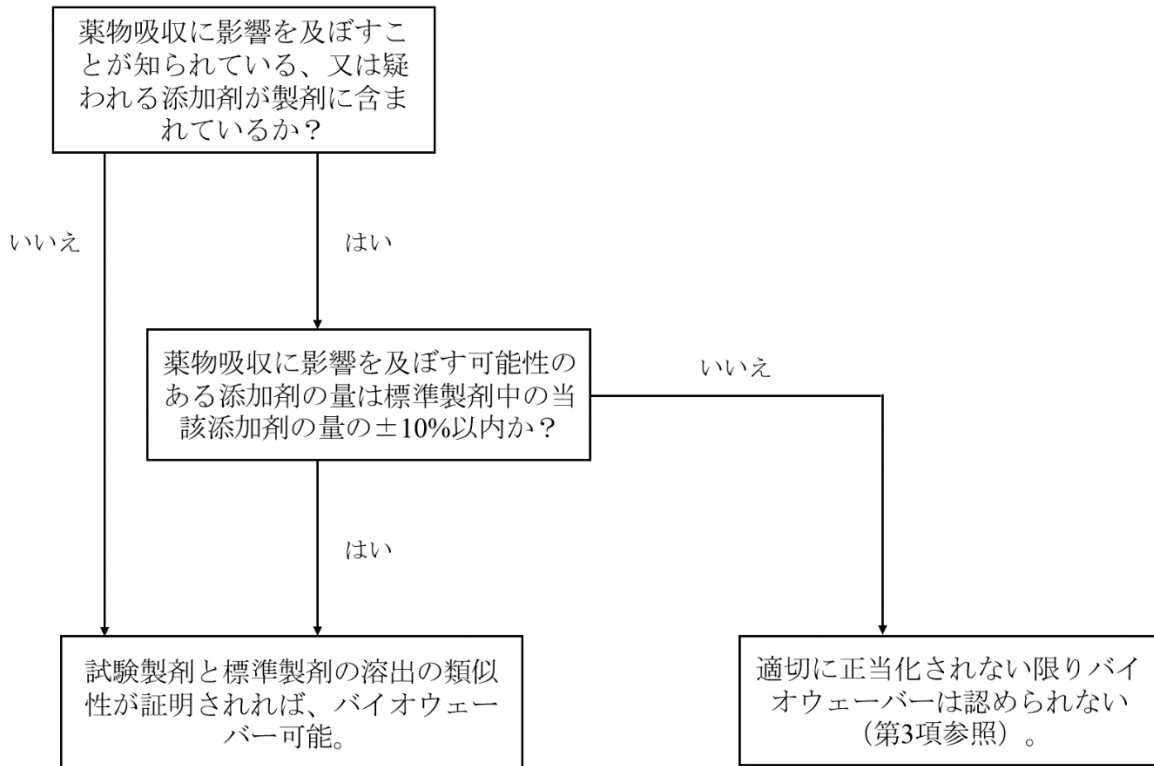 薬物吸収に影響を及ぼすこ
とが知られている、又は疑
われる添加剤が製剤に含ま
れているか？
いいえ
はい
薬物吸収に影響を及ぼす可能性の
ある添加剤の量は標準製剤中の当
該添加剤の量の±10%以内か？
いいえ
はい
試験製剤と標準製剤の溶出の類似
性が証明されれば、バイオウェー
バー可能。
適切に正当化されない限りバイ
オウェーバーは認められない
（第3項参照）。